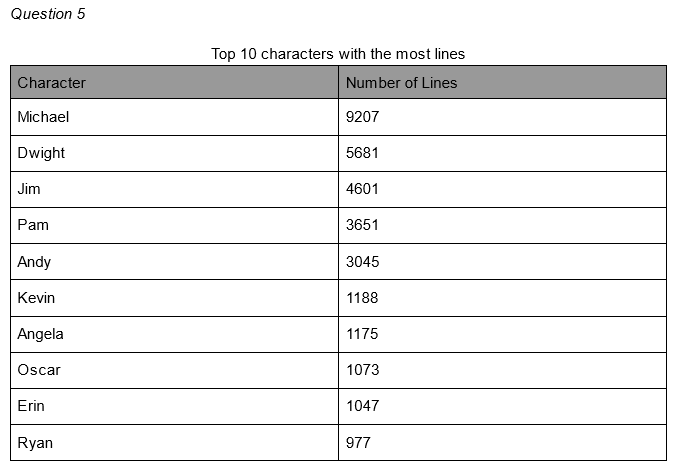 Question 5
Top 10 characters with the most lines
Character Number of Lines
Michael 9207
Dwight 5681
Jim 4601
Pam 3651
Andy 3045
Kevin 1188
Angela 1175
Oscar 1073
Erin 1047
Ryan 977